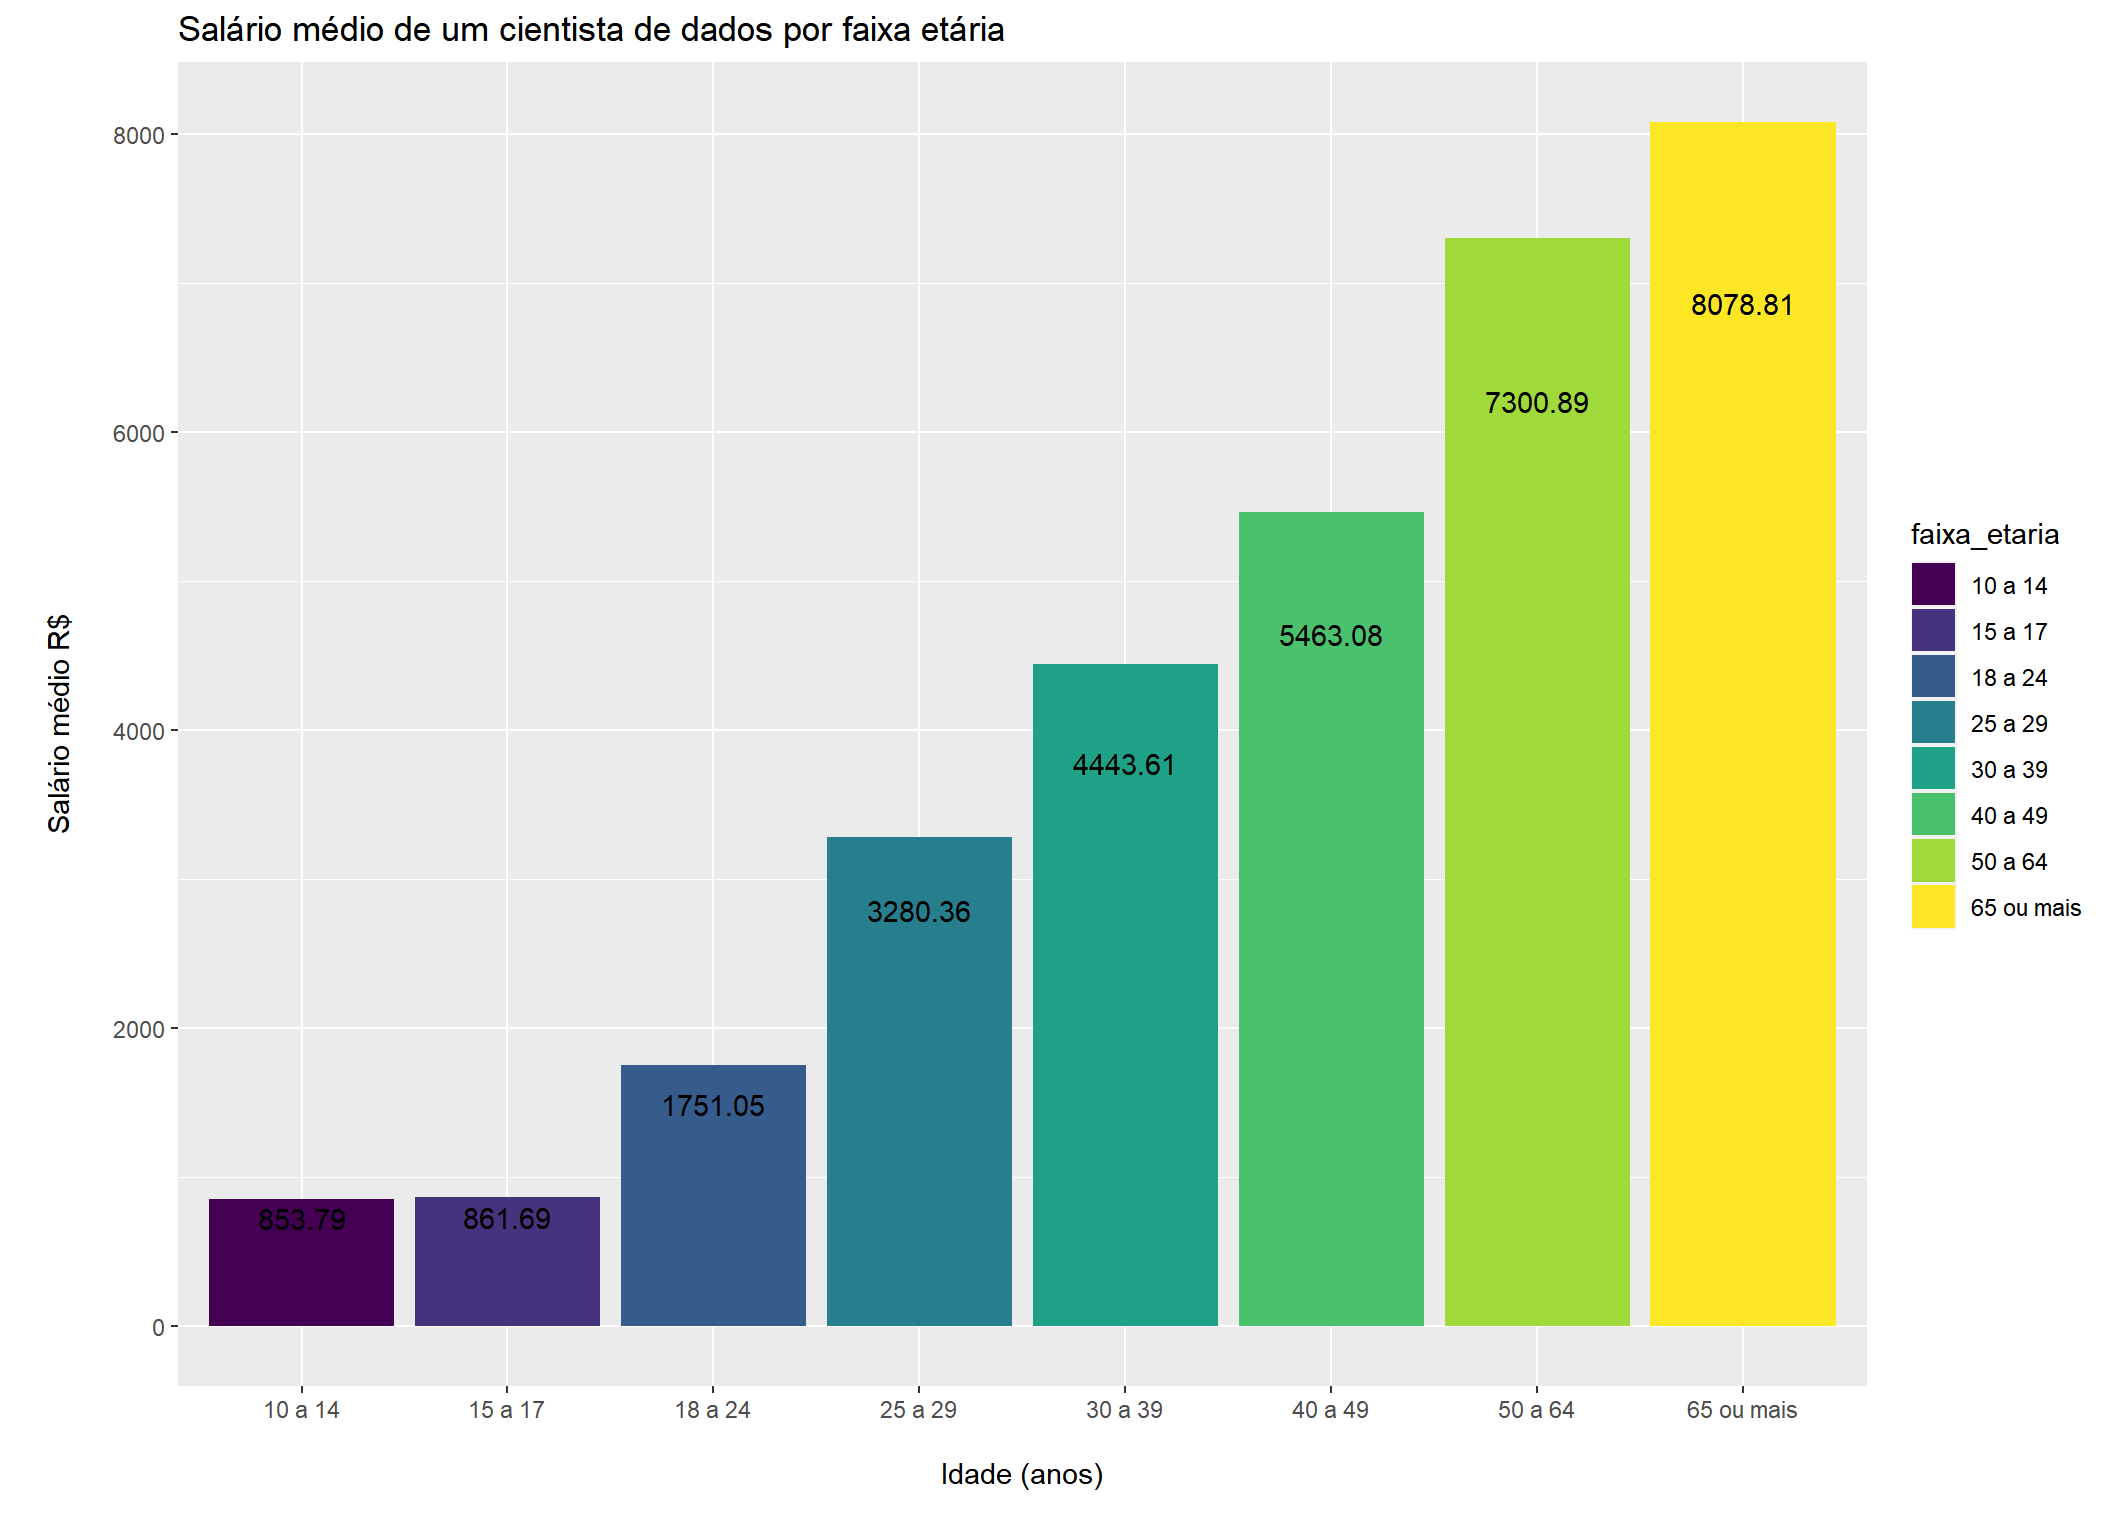 Salário médio de um cientista de dados por faixa etária
Salário médio R$
8000
6000
4000
2000
0
853.79
861.69
1751.05
3280.36
4443.61
5463.08
7300.89
8078.81
10 a 14
15 a 17
18 a 24
25 a 29
30 a 39
40 a 49
50 a 64
65 ou mais
Idade (anos)
faixa_etaria
10 a 14
15 a 17
18 a 24
25 a 29
30 a 39
40 a 49
50 a 64
65 ou mais